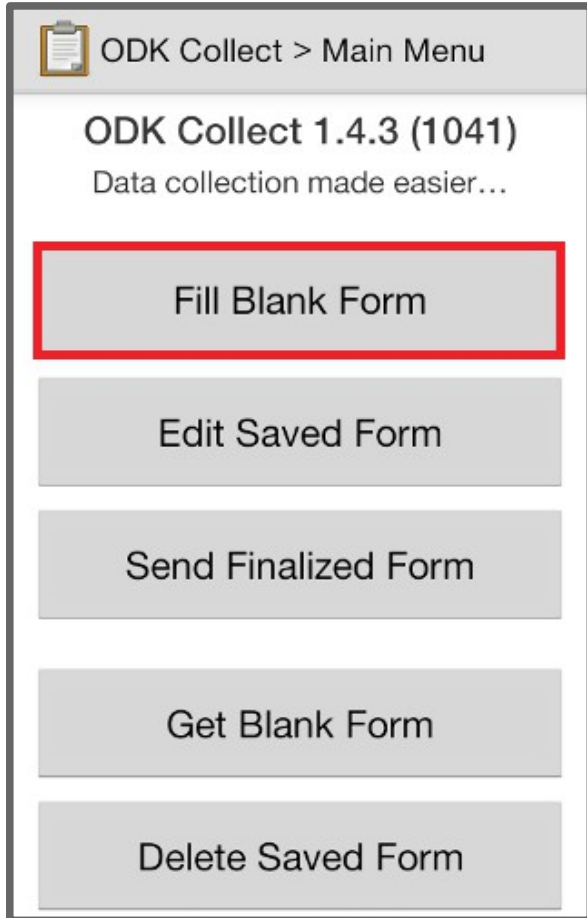 ODK Collect > Main Menu
ODK Collect 1.4.3 (1041)
Data collection made easier...
Fill Blank Form
Edit Saved Form
Send Finalized Form
Get Blank Form
Delete Saved Form